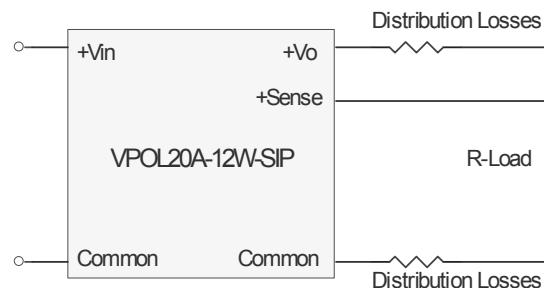 Distribution Losses
+Vin +Vo
+Sense
VPOL20A-12W-SIP R-Load
Common Common
Distribution Losses